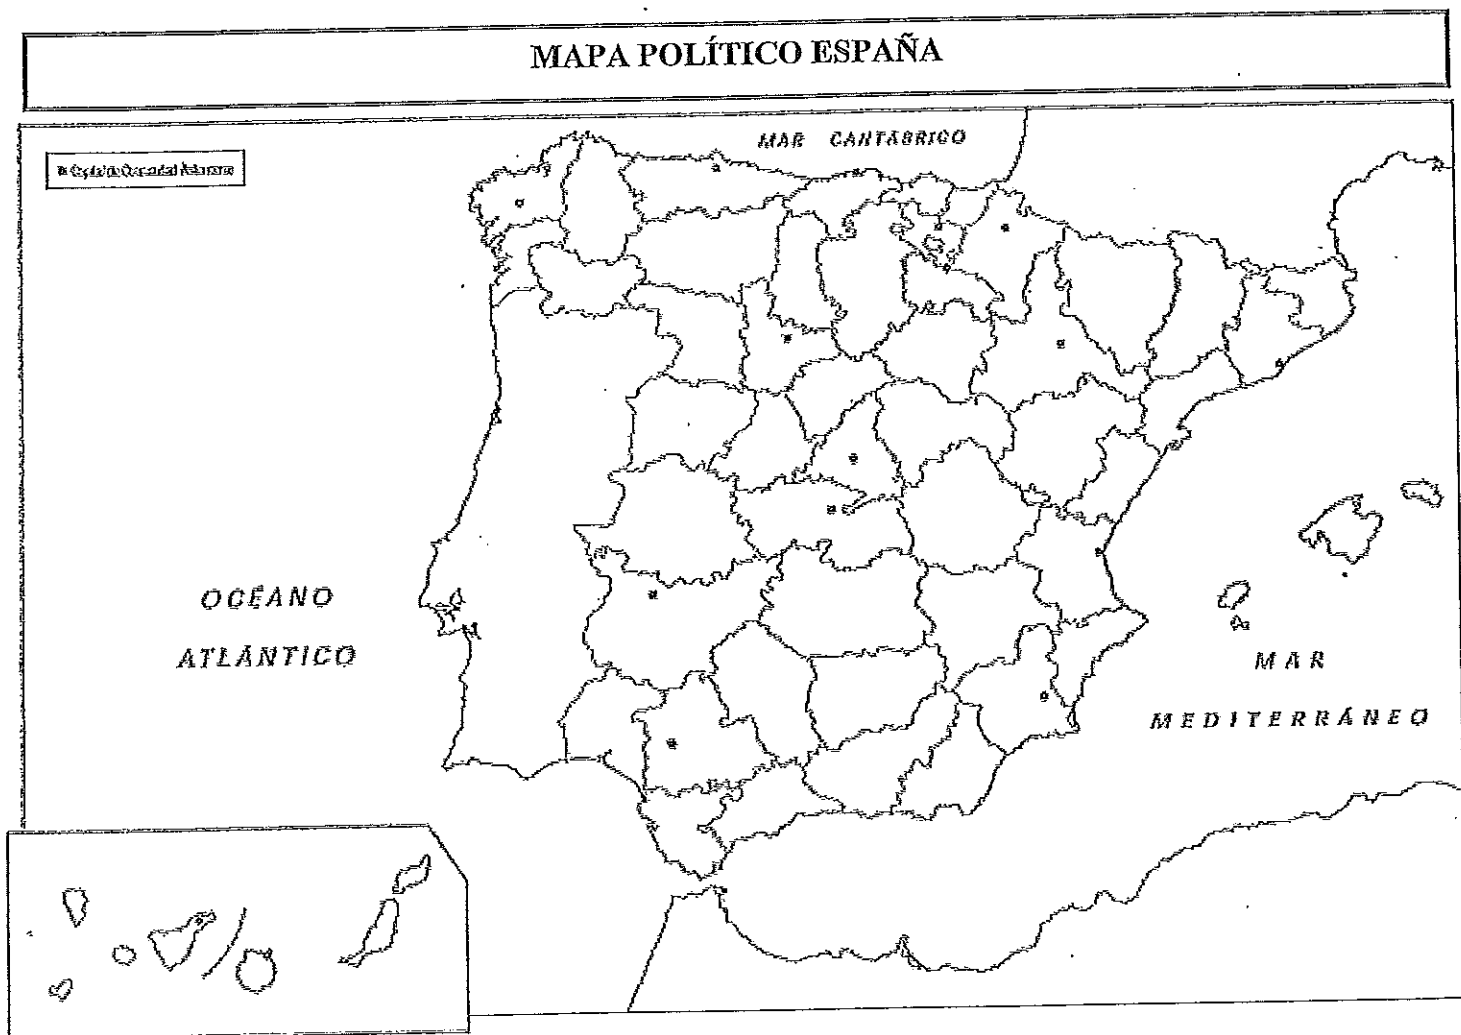 MAPA POLÍTICO ESPAÑA
MAR CANTÁBRICO
OCÉANO
ATLÁNTICO
MAR
MEDITERRÁNEO